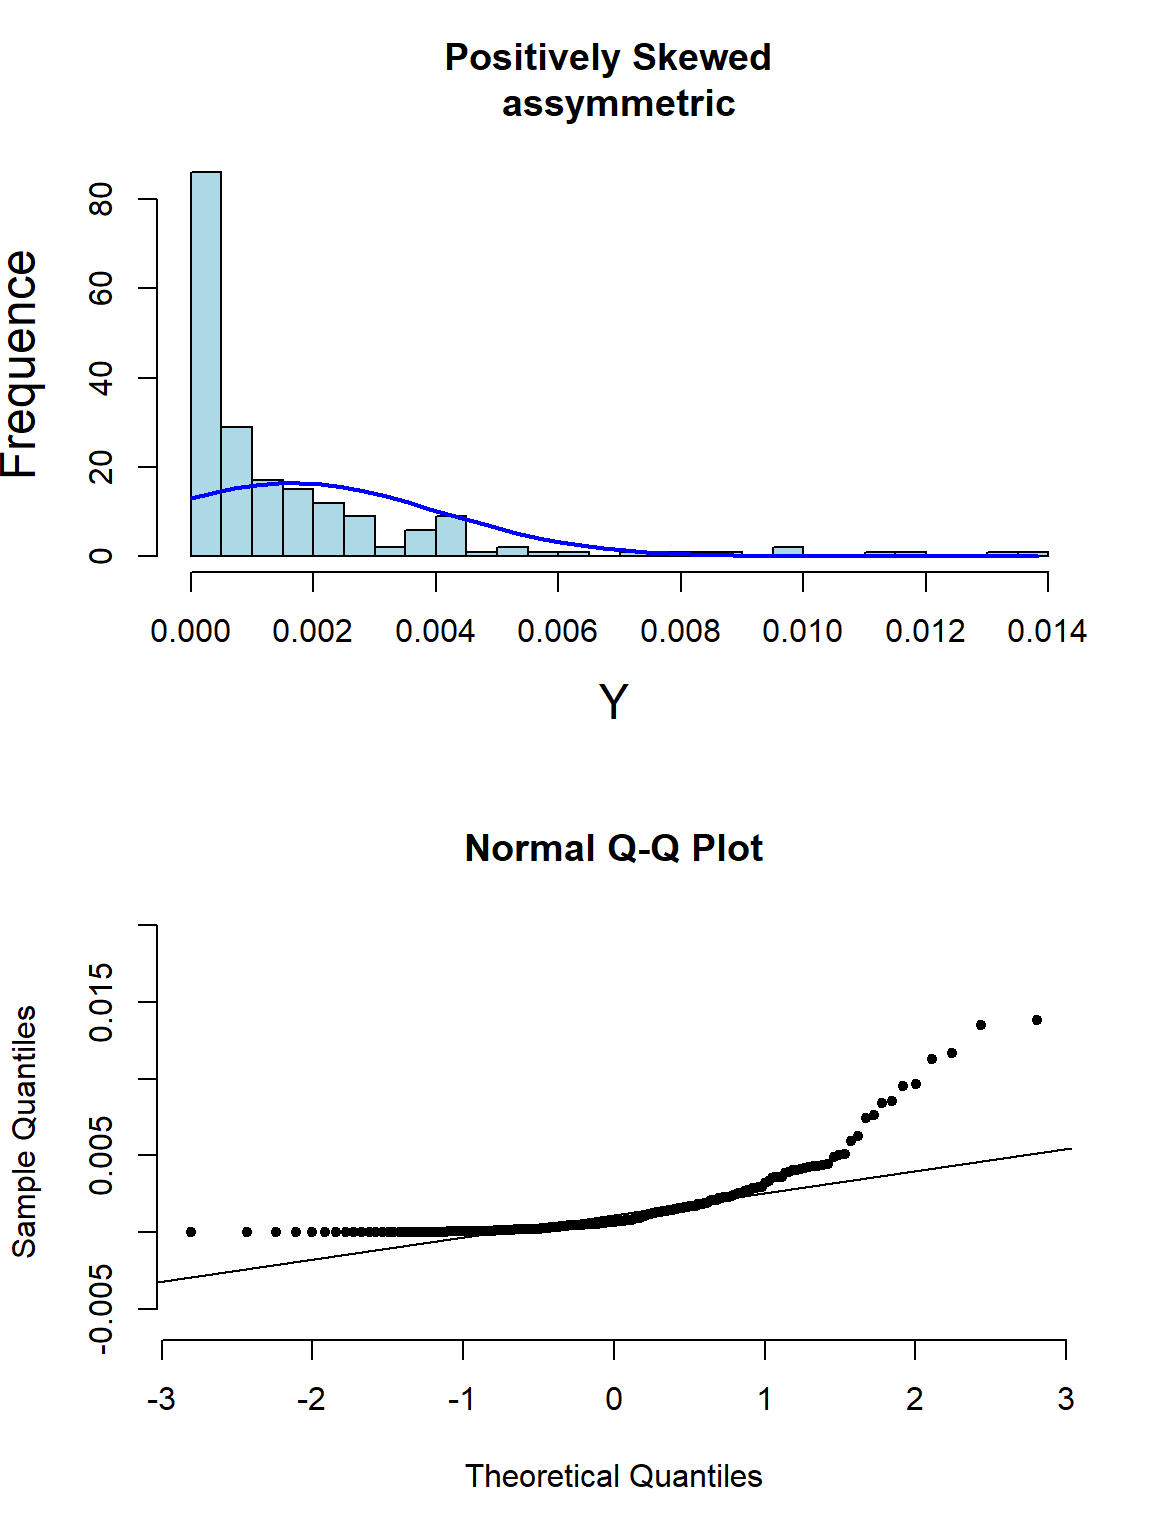 Positively Skewed
assymmetric
Frequence
80
60
40
20
0
0.000 0.002 0.004 0.006 0.008 0.010 0.012 0.014
Y
Normal Q-Q Plot
Sample Quantiles
0.015
0.005
-0.005
-3 -2 -1 0 1 2 3
Theoretical Quantiles